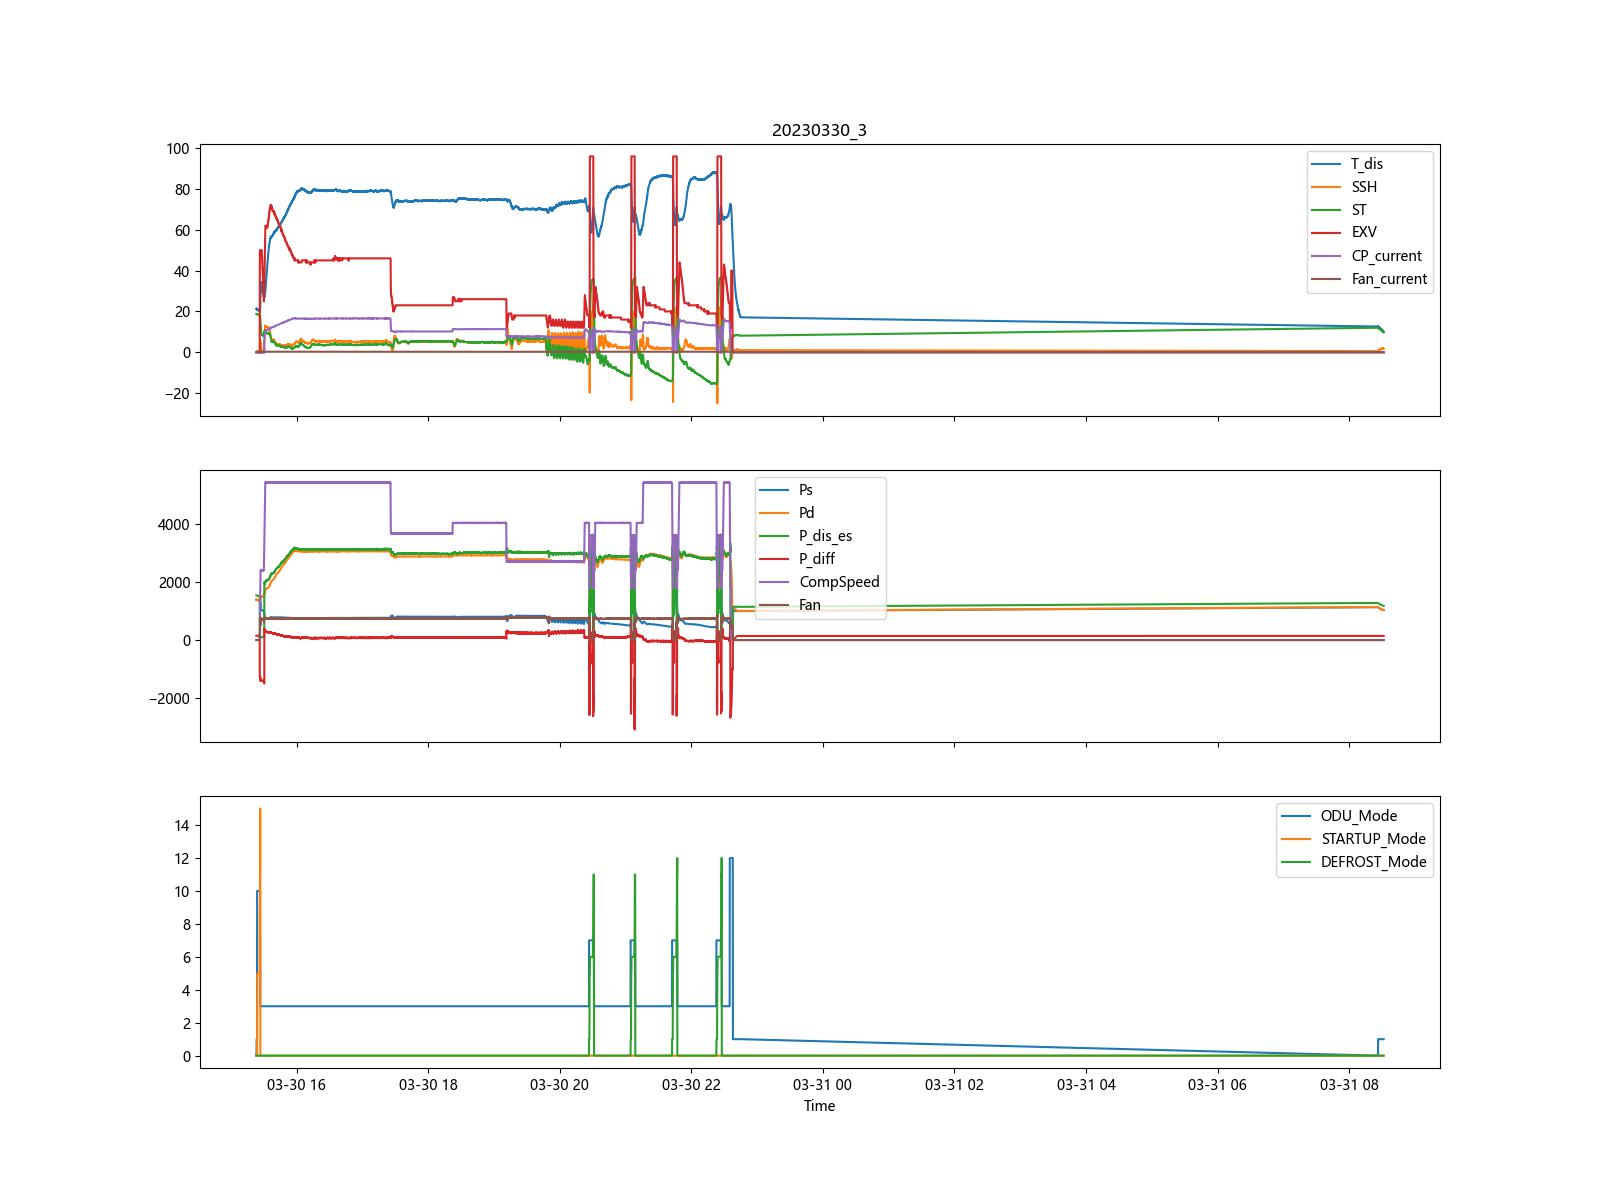 20230330_3
100
80
60
40
20
0
−20
T_dis
SSH
ST
EXV
CP_current
Fan_current
4000
2000
0
−2000
Ps
Pd
P_dis_es
P_diff
CompSpeed
Fan
14
12
10
8
6
4
2
0
ODU_Mode
STARTUP_Mode
DEFROST_Mode
03-30 16 03-30 18 03-30 20 03-30 22 03-31 00 03-31 02 03-31 04 03-31 06 03-31 08
Time